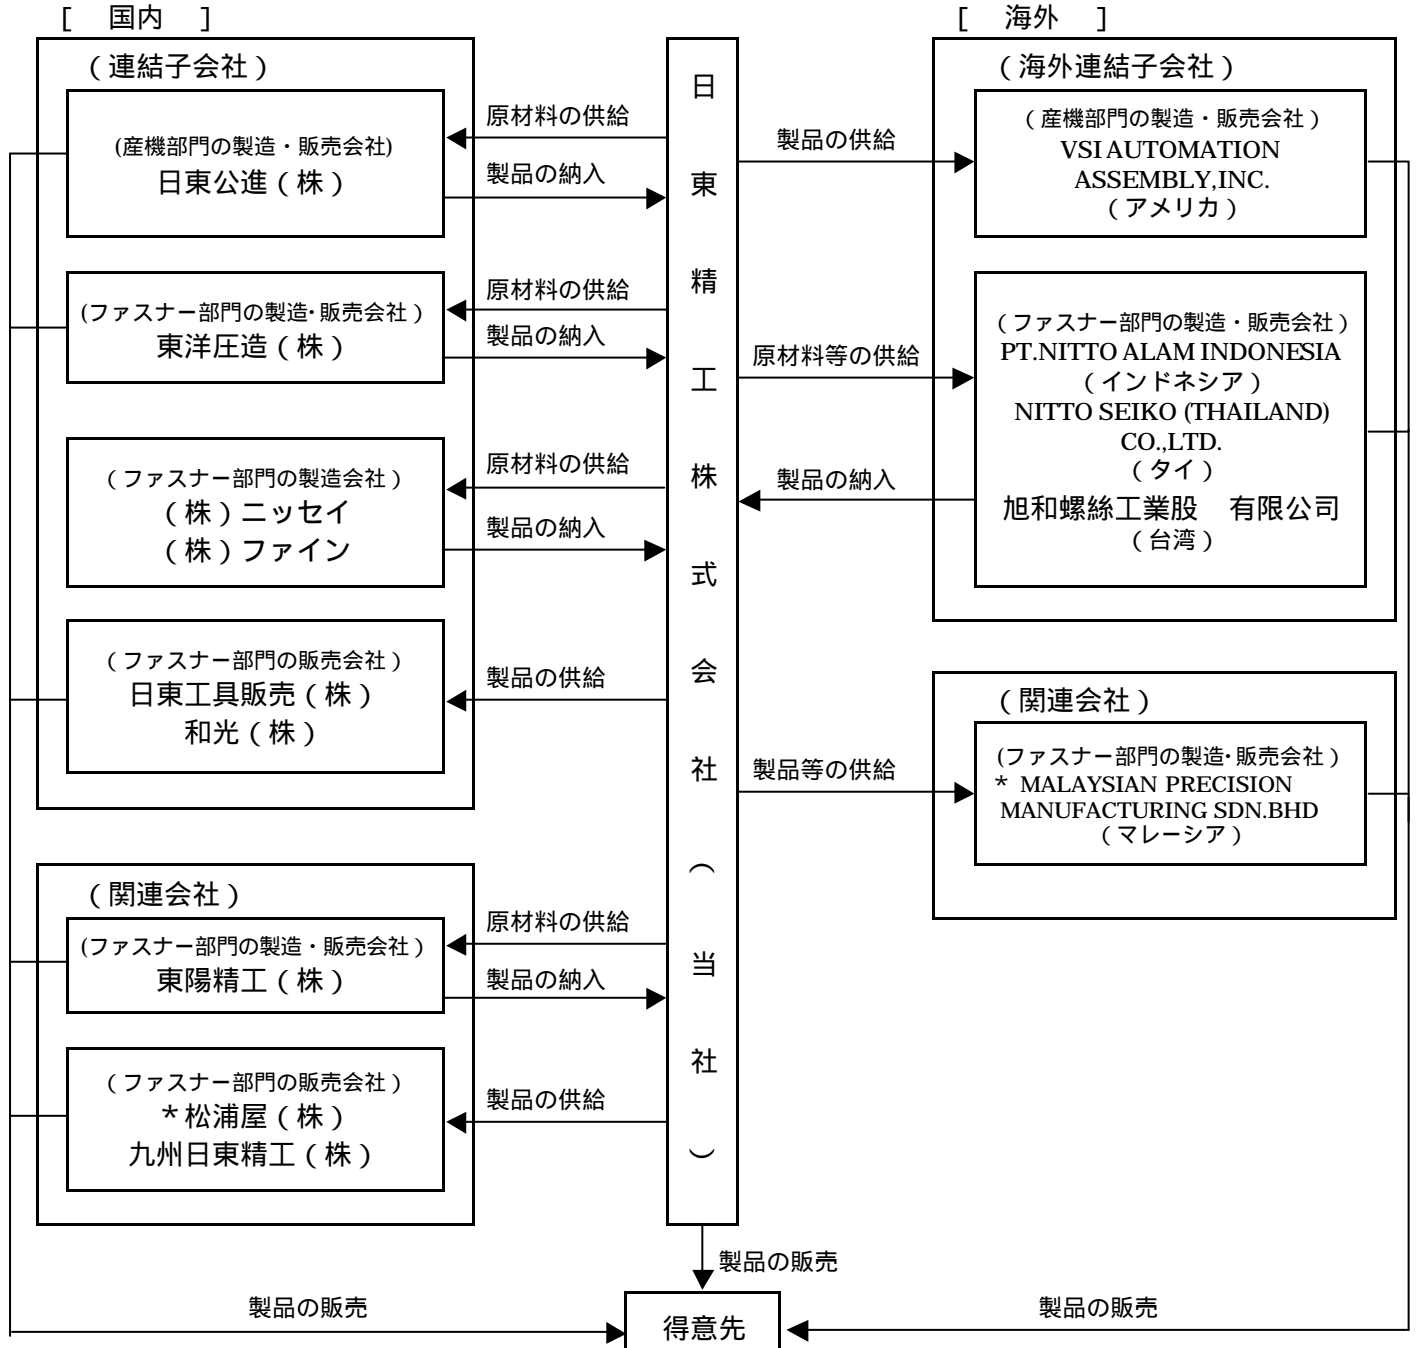 [ 国内 ]
(連結子会社)
(産機部門の製造・販売会社)
日東公進(株)
(ファスナー部門の製造・販売会社)
東洋圧造(株)
(ファスナー部門の製造会社)
(株)ニッセイ
(株)ファイン
(ファスナー部門の販売会社)
日東工具販売(株)
和光(株)
(関連会社)
(ファスナー部門の製造・販売会社)
東陽精工(株)
(ファスナー部門の販売会社)
*松浦屋(株)
九州日東精工(株)
原材料の供給
製品の納入
原材料の供給
製品の納入
原材料の供給
製品の納入
製品の供給
原材料の供給
製品の納入
製品の供給
日東精工株式会社(当社)
製品の供給
原材料等の供給
製品の納入
製品等の供給
[ 海外 ]
(海外連結子会社)
(産機部門の製造・販売会社)
VSI AUTOMATION
ASSEMBLY,INC.
(アメリカ)
(ファスナー部門の製造・販売会社)
PT.NITTO ALAM INDONESIA
(インドネシア)
NITTO SEIKO (THAILAND)
CO.,LTD.
(タイ)
旭和螺絲工業股 有限公司
(台湾)
(関連会社)
(ファスナー部門の製造・販売会社)
* MALAYSIAN PRECISION
MANUFACTURING SDN.BHD
(マレーシア)
製品の販売
製品の販売
得意先
製品の販売